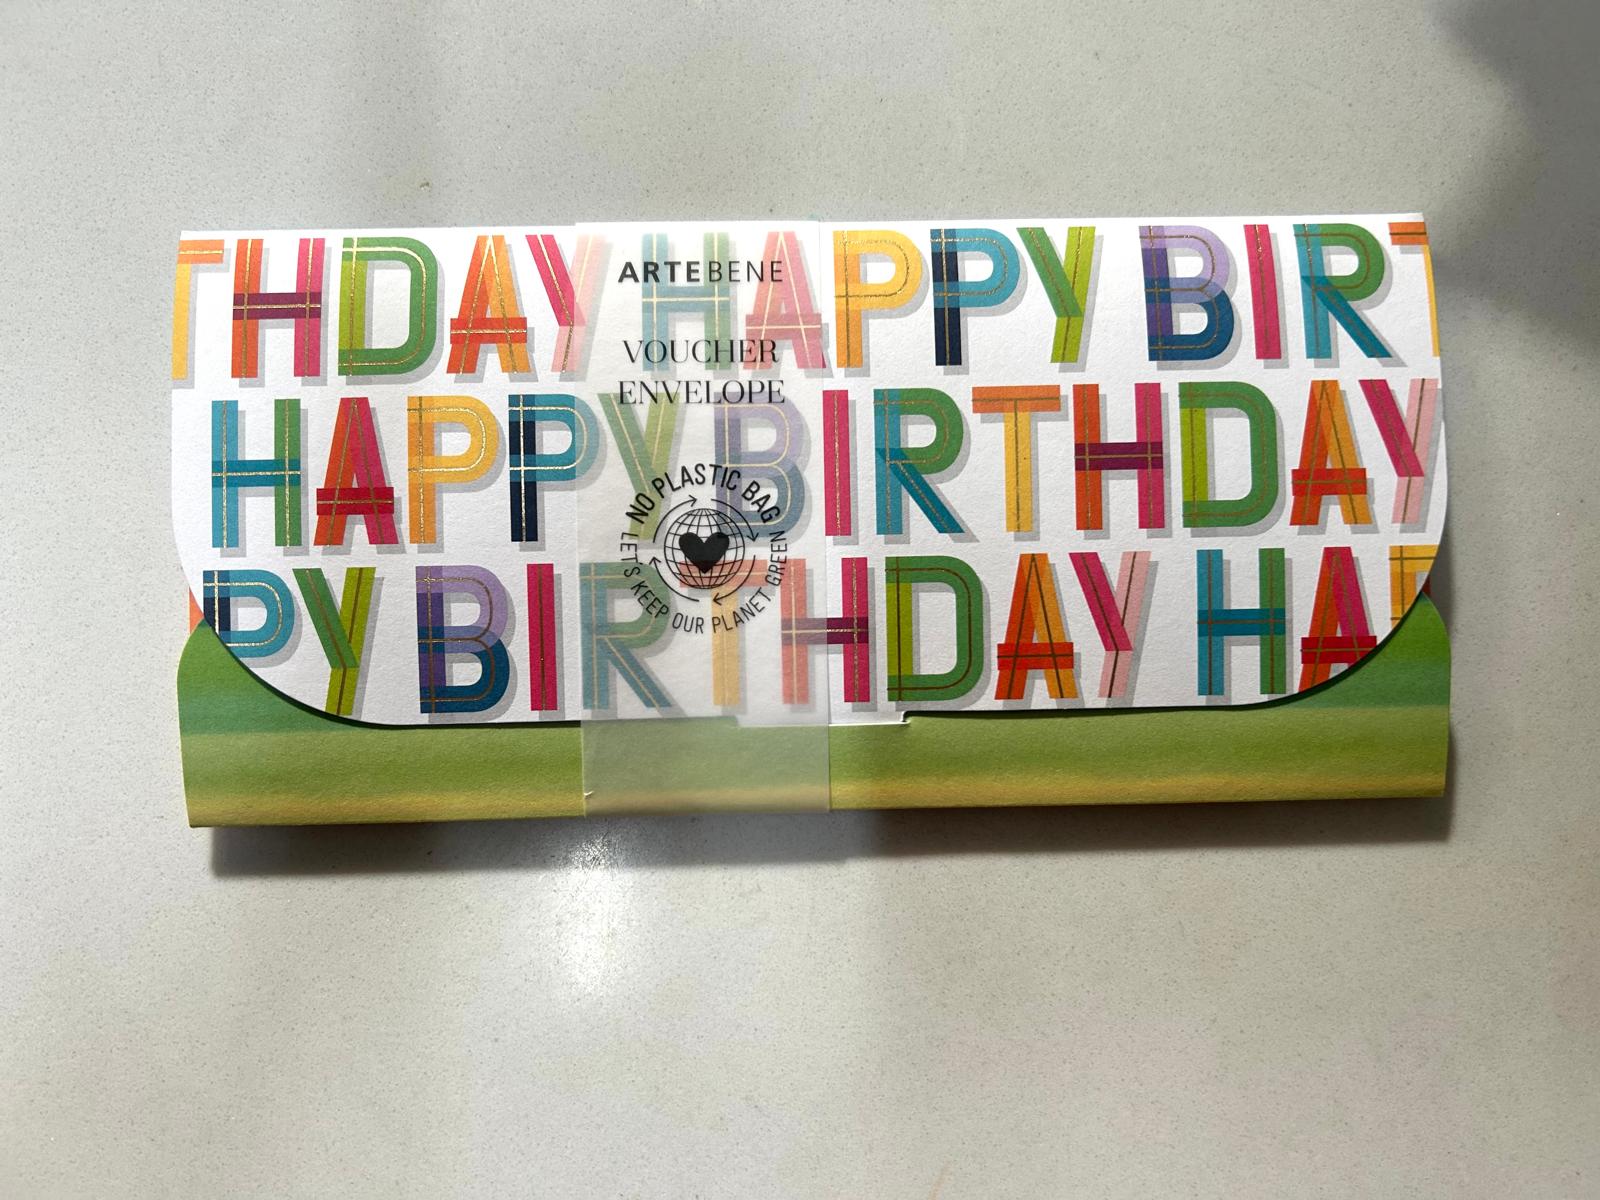 THDAY HAPPY BIRT
HAPPY BIRTHDAY
PY BIRTHDAY HAP
ARTEBENE
VOUCHER
ENVELOPE
NO PLASTIC BAG
LET'S KEEP OUR PLANET GREEN